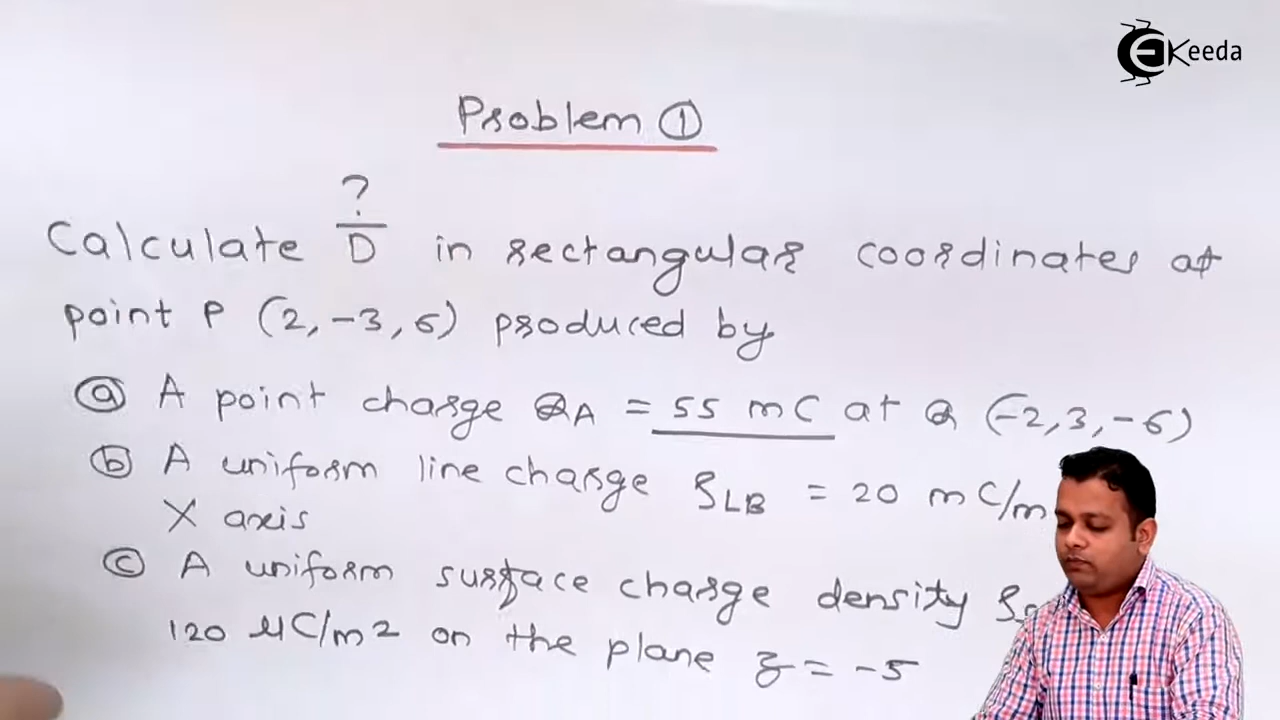 EKeeda
Problem ①
?
Calculate D̅ in rectangular coordinates at
point P (2, -3, 6) produced by
ⓐ A point charge QA = 55 mC at Q (-2, 3, -6)
ⓑ A uniform line charge ρLB = 20 mC/m
X axis
ⓒ A uniform surface charge density
120 μC/m2 on the plane z = -5